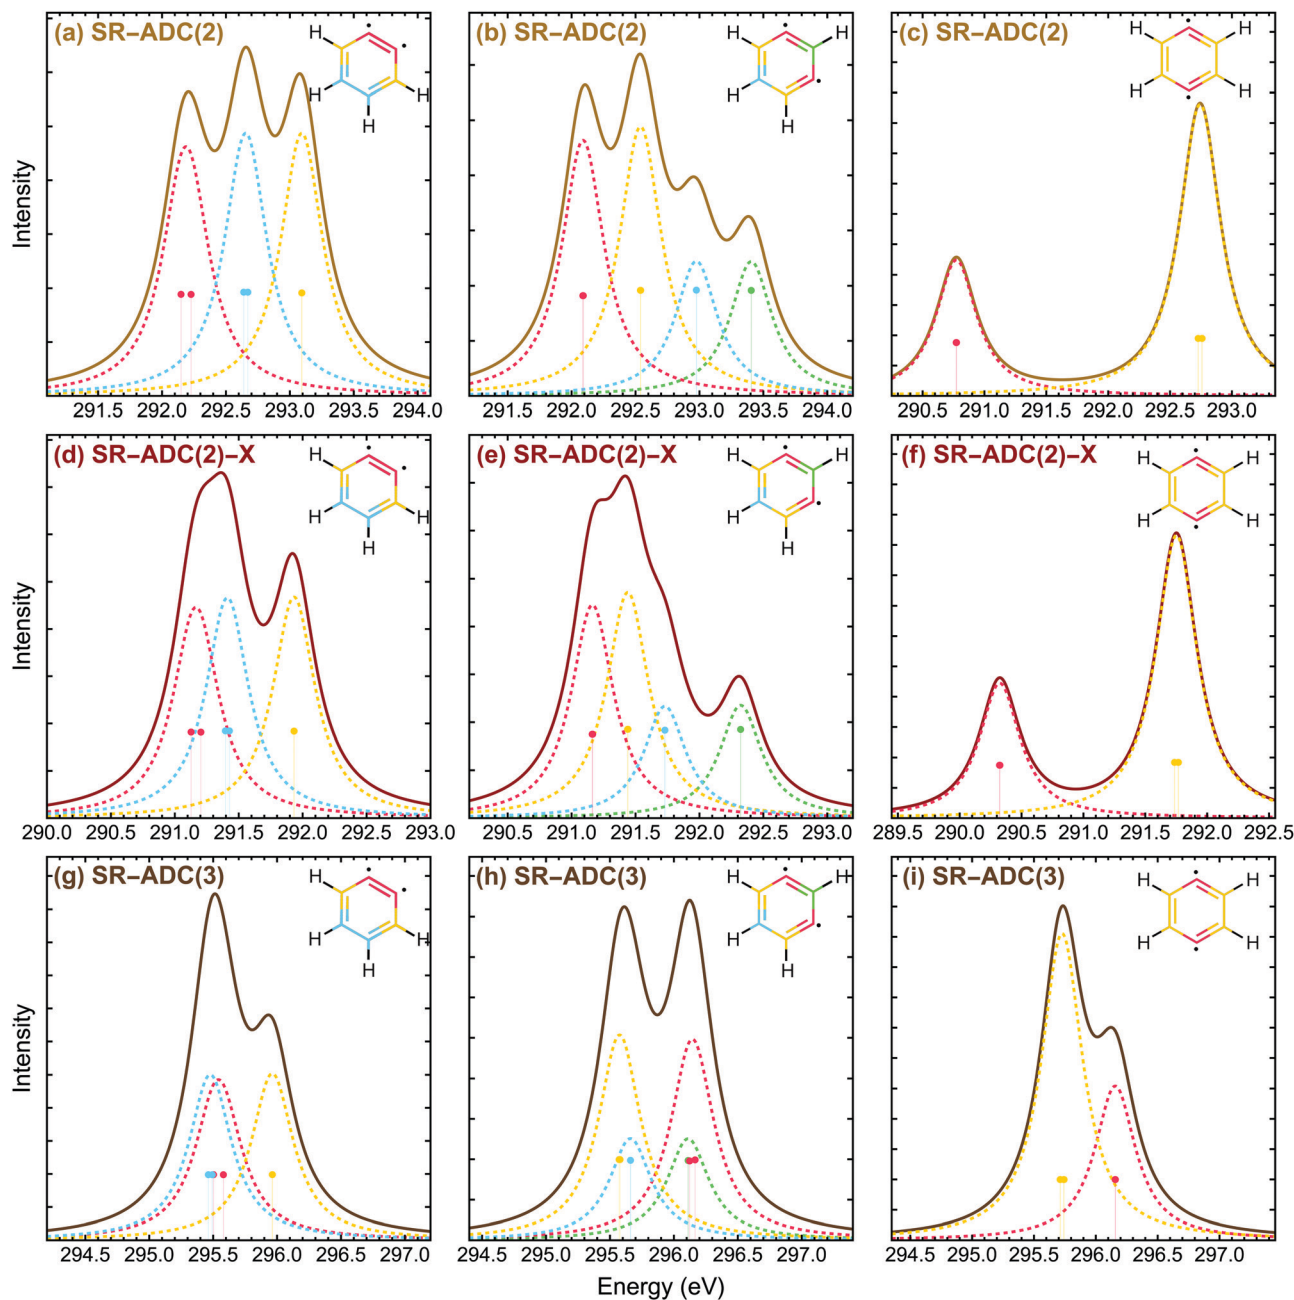 (a) SR−ADC(2)
H
H
H
H
Intensity
291.5 292.0 292.5 293.0 293.5 294.0
(b) SR−ADC(2)
H
H
H
H
291.5 292.0 292.5 293.0 293.5 294.0
(c) SR−ADC(2)
H
H
H
H
290.5 291.0 291.5 292.0 292.5 293.0
(d) SR−ADC(2)−X
H
H
H
H
Intensity
290.0 290.5 291.0 291.5 292.0 292.5 293.0
(e) SR−ADC(2)−X
H
H
H
H
290.5 291.0 291.5 292.0 292.5 293.0
(f) SR−ADC(2)−X
H
H
H
H
289.5 290.0 290.5 291.0 291.5 292.0 292.5
(g) SR−ADC(3)
H
H
H
H
Intensity
294.5 295.0 295.5 296.0 296.5 297.0
(h) SR−ADC(3)
H
H
H
H
294.5 295.0 295.5 296.0 296.5 297.0
(i) SR−ADC(3)
H
H
H
H
294.5 295.0 295.5 296.0 296.5 297.0
Energy (eV)